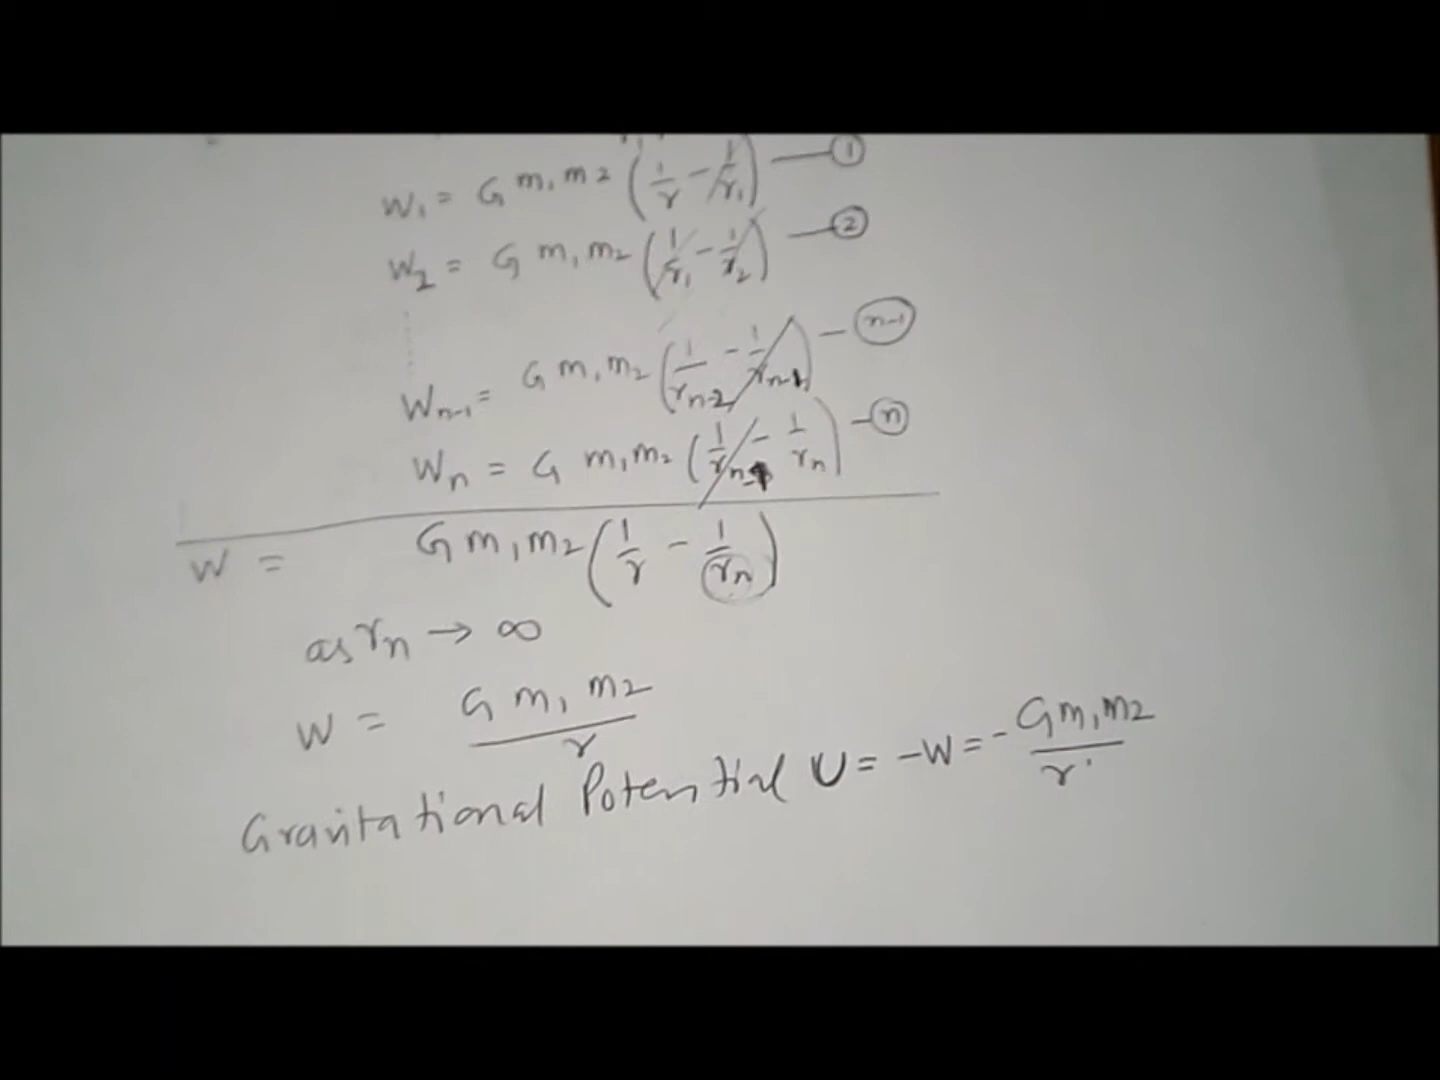 W₁ = G m₁ m₂ (1/r - 1/r₁) — ①
W₂ = G m₁ m₂ (1/r₁ - 1/r₂) — ②
Wₙ₋₁ = G m₁ m₂ (1/rₙ₋₂ - 1/rₙ₋₁) — (n-1)
Wₙ = G m₁ m₂ (1/rₙ₋₁ - 1/rₙ) — (n)
W = G m₁ m₂ (1/r - 1/rₙ)
as rₙ → ∞
W = G m₁ m₂ / r
Gravitational Potential U = -W = - G m₁ m₂ / r